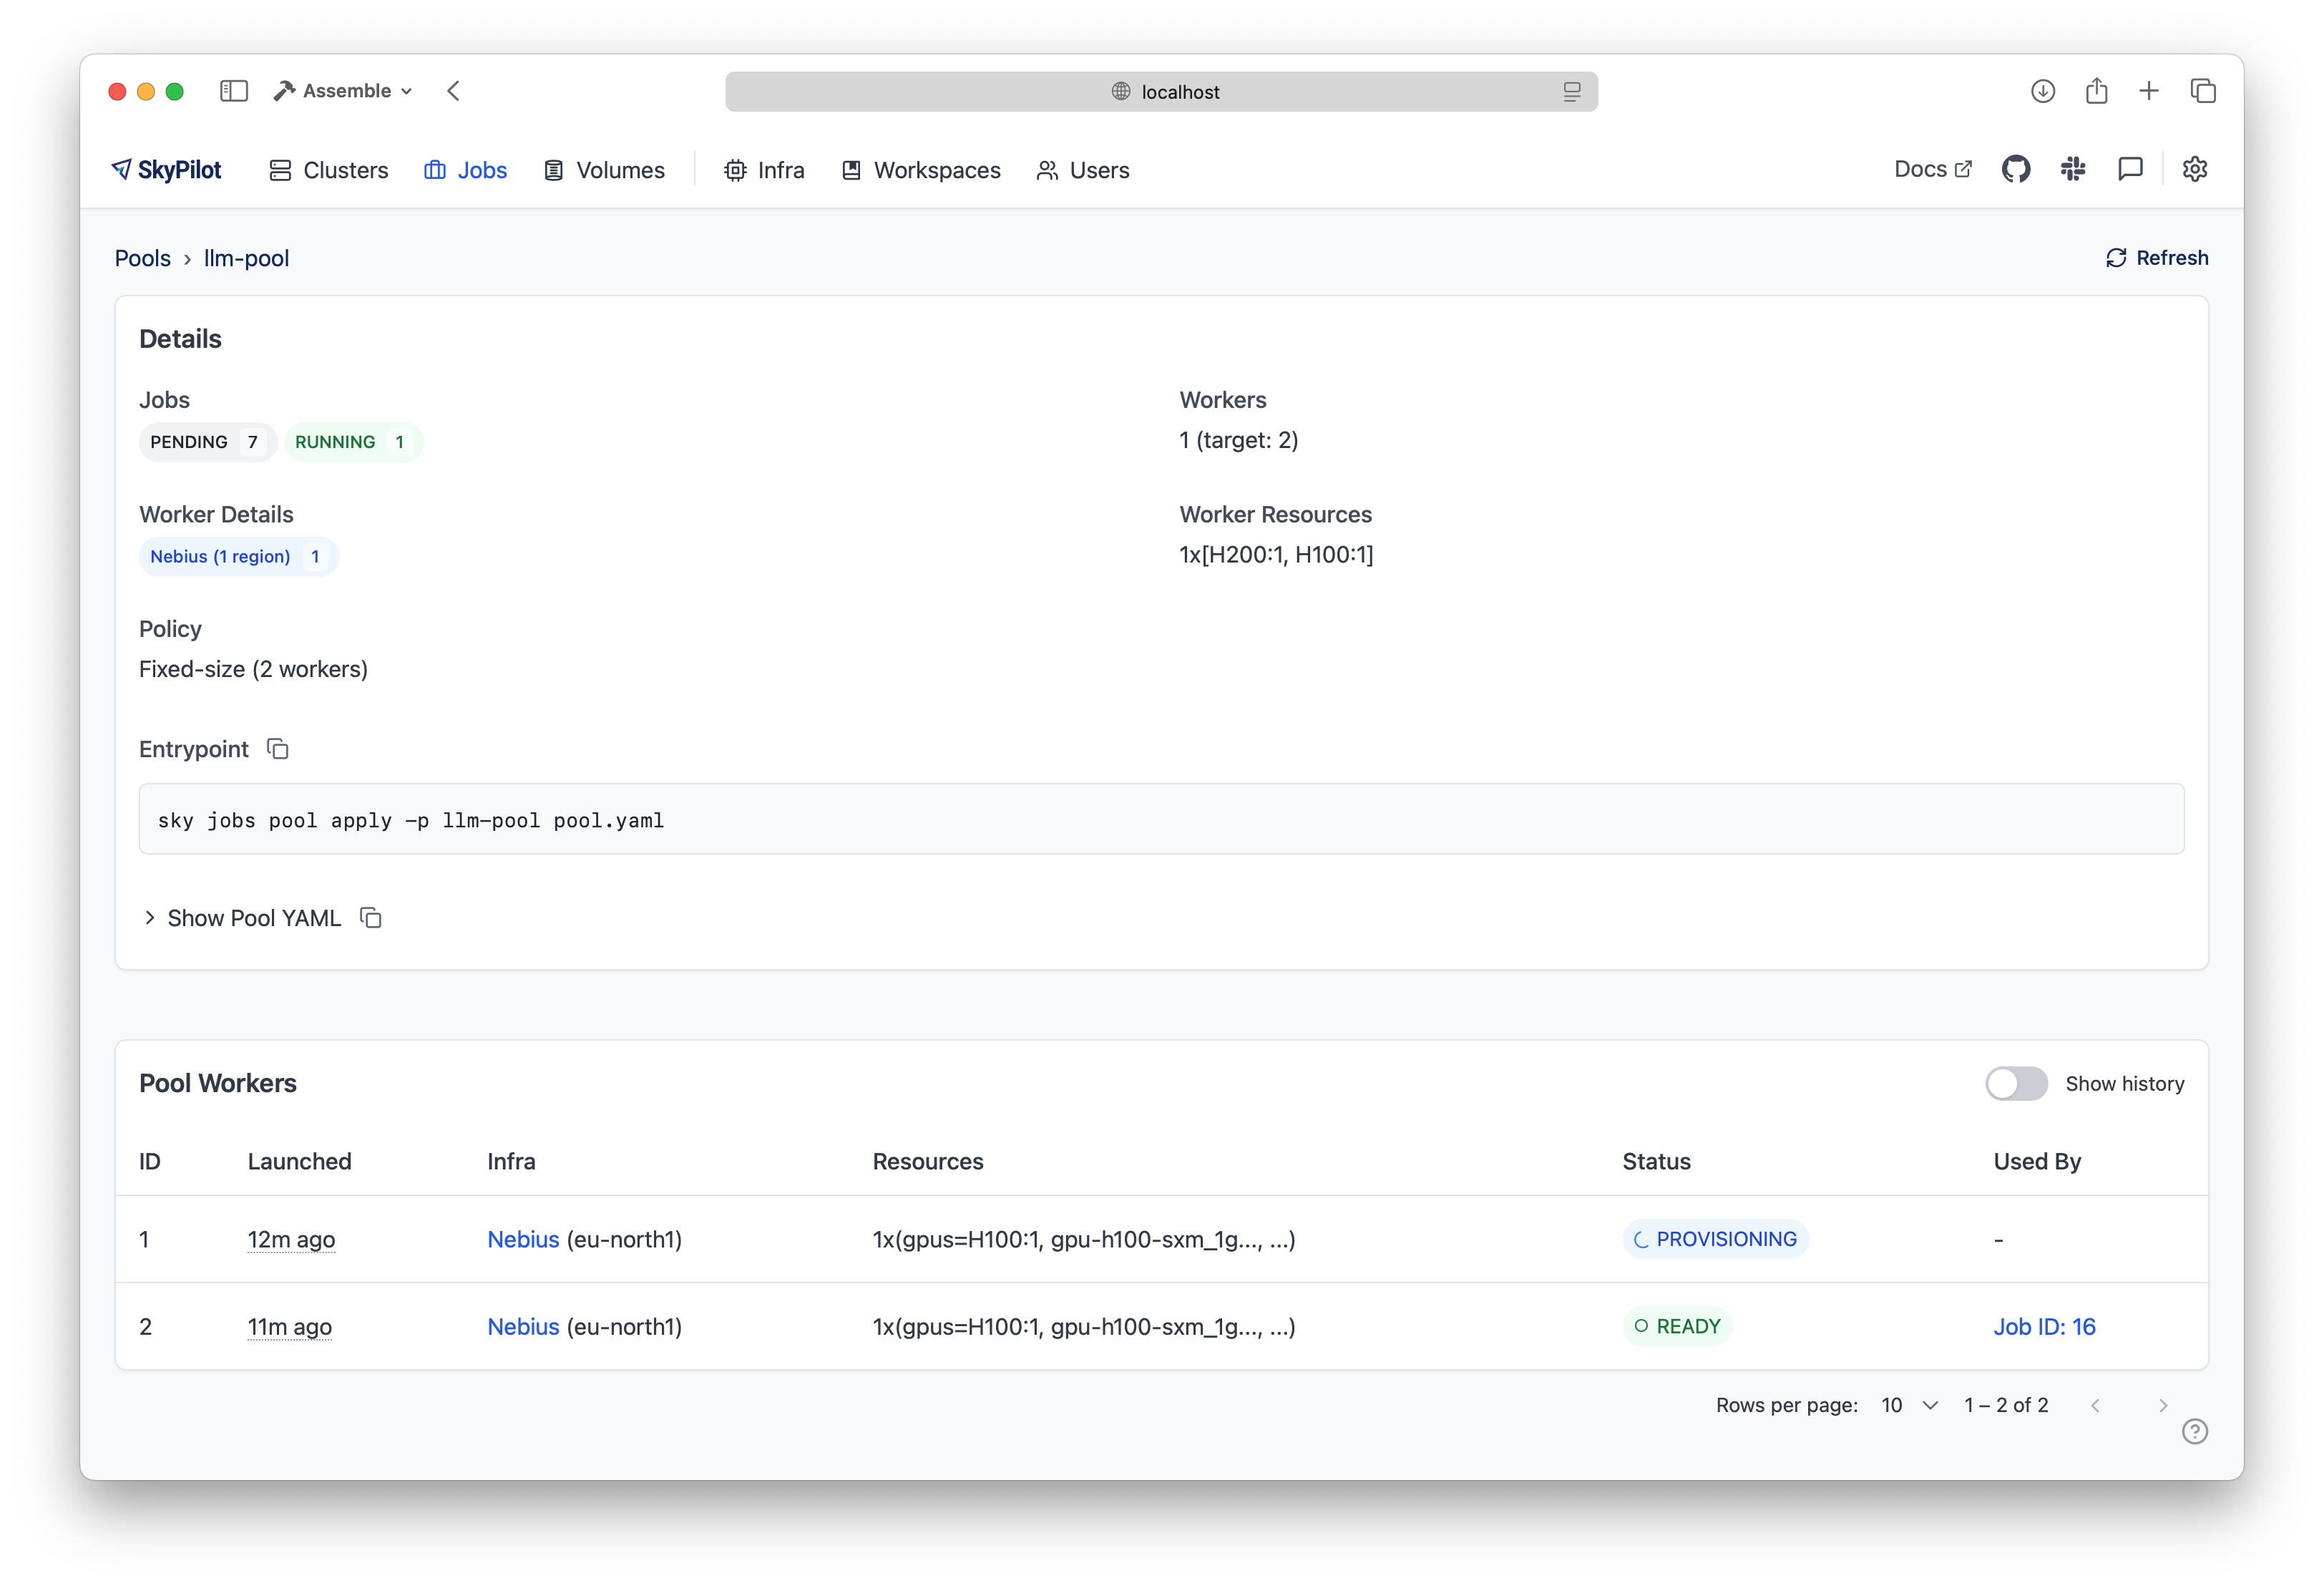 Assemble
localhost
SkyPilot Clusters Jobs Volumes Infra Workspaces Users Docs
Pools › llm-pool Refresh
Details
Jobs Workers
PENDING 7 RUNNING 1 1 (target: 2)
Worker Details Worker Resources
Nebius (1 region) 1 1x[H200:1, H100:1]
Policy
Fixed-size (2 workers)
Entrypoint
sky jobs pool apply -p llm-pool pool.yaml
Show Pool YAML
Pool Workers Show history
ID Launched Infra Resources Status Used By
1 12m ago Nebius (eu-north1) 1x(gpus=H100:1, gpu-h100-sxm_1g..., ...) PROVISIONING -
2 11m ago Nebius (eu-north1) 1x(gpus=H100:1, gpu-h100-sxm_1g..., ...) READY Job ID: 16
Rows per page: 10 1 – 2 of 2